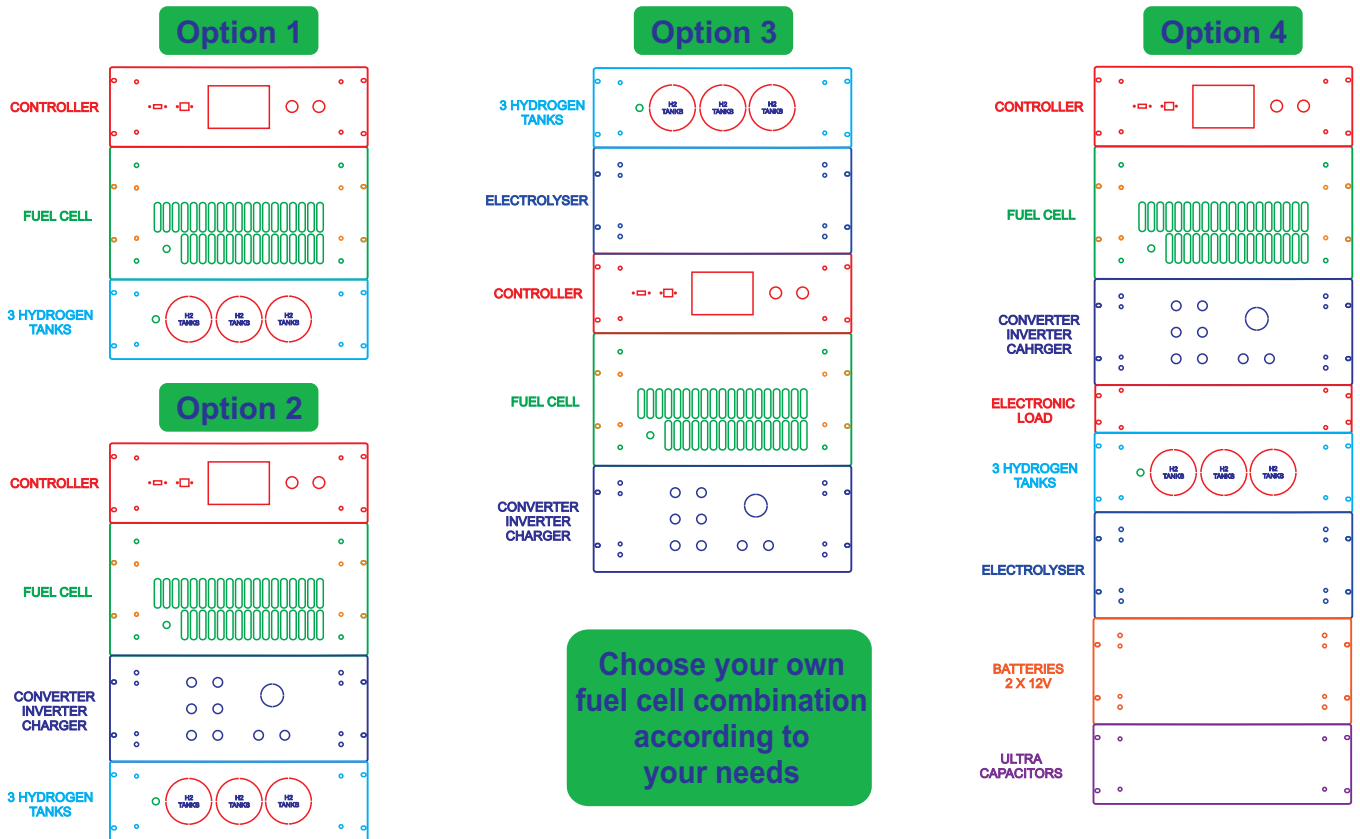 Option 1
CONTROLLER
FUEL CELL
3 HYDROGEN
TANKS
H2
TANKS
H2
TANKS
H2
TANKS
Option 2
CONTROLLER
FUEL CELL
CONVERTER
INVERTER
CHARGER
3 HYDROGEN
TANKS
H2
TANKS
H2
TANKS
H2
TANKS
Option 3
3 HYDROGEN
TANKS
H2
TANKS
H2
TANKS
H2
TANKS
ELECTROLYSER
CONTROLLER
FUEL CELL
CONVERTER
INVERTER
CHARGER
Choose your own
fuel cell combination
according to
your needs
Option 4
CONTROLLER
FUEL CELL
CONVERTER
INVERTER
CAHRGER
ELECTRONIC
LOAD
3 HYDROGEN
TANKS
H2
TANKS
H2
TANKS
H2
TANKS
ELECTROLYSER
BATTERIES
2 X 12V
ULTRA
CAPACITORS